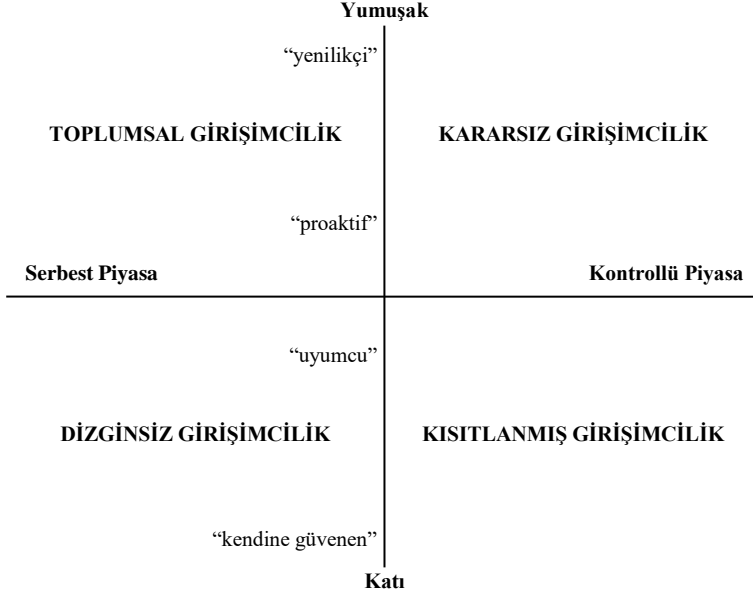 Yumuşak
“yenilikçi”
TOPLUMSAL GİRİŞİMCİLİK
KARARSIZ GİRİŞİMCİLİK
“proaktif”
Serbest Piyasa
Kontrollü Piyasa
“uyumcu”
DİZGİNSİZ GİRİŞİMCİLİK
KISITLANMIŞ GİRİŞİMCİLİK
“kendine güvenen”
Katı